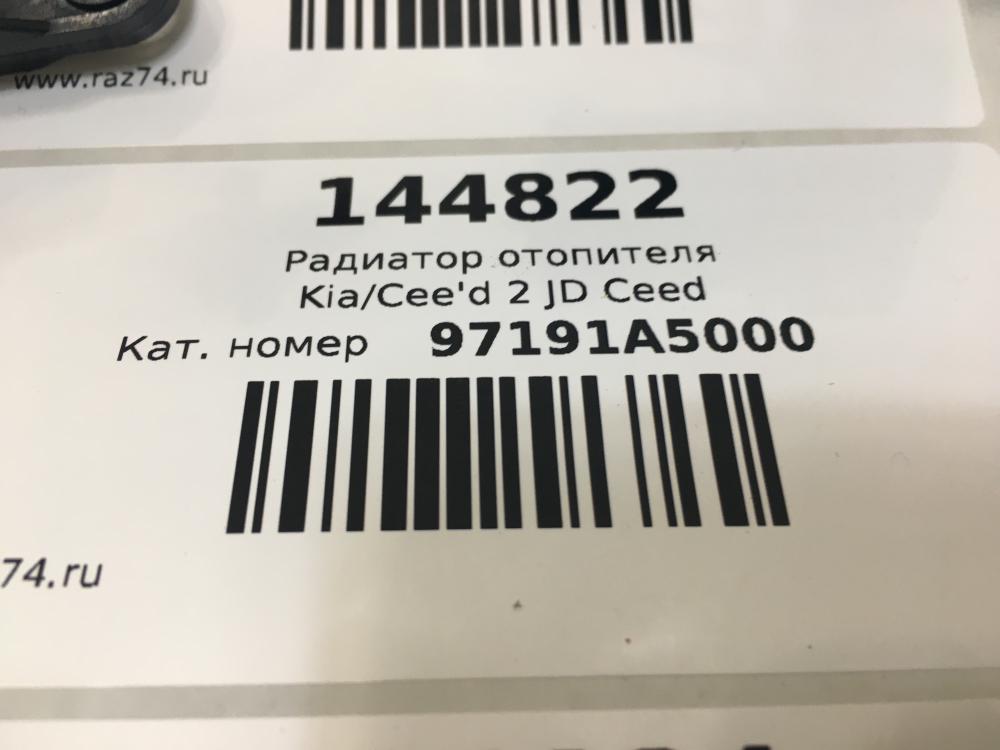 www.raz74.ru
144822
Радиатор отопителя
Kia/Cee'd 2 JD Ceed
Кат. номер 97191A5000
74.ru